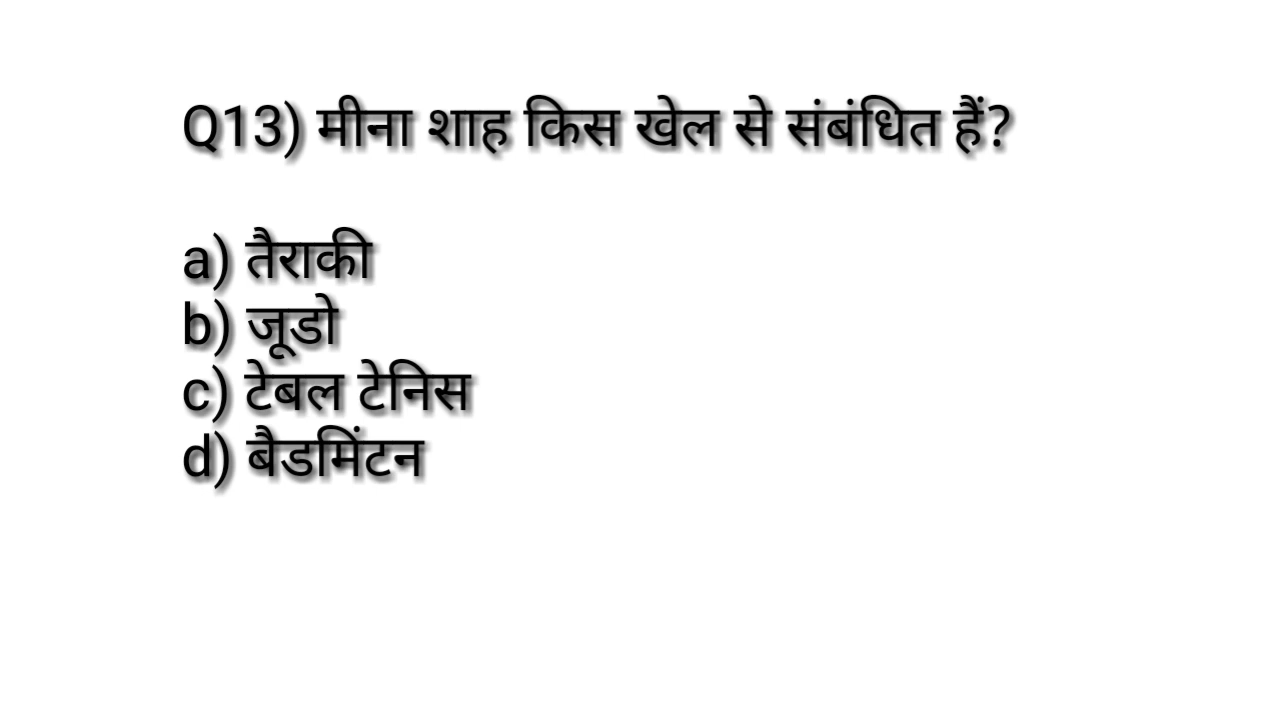 Q13) मीना शाह किस खेल से संबंधित हैं?
a) तैराकी
b) जूडो
c) टेबल टेनिस
d) बैडमिंटन